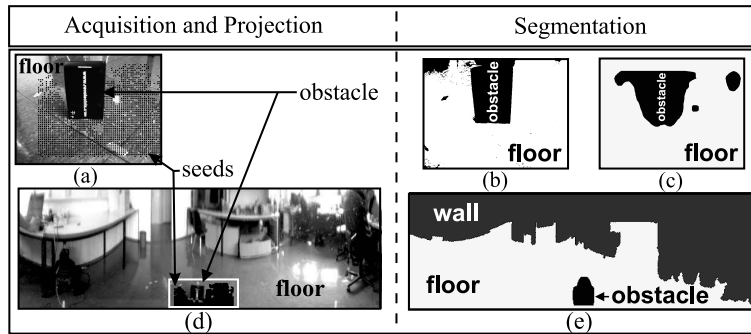 Acquisition and Projection
Segmentation
floor
obstacle
seeds
(a)
obstacle
floor
(b)
obstacle
floor
(c)
floor
(d)
wall
floor
obstacle
(e)